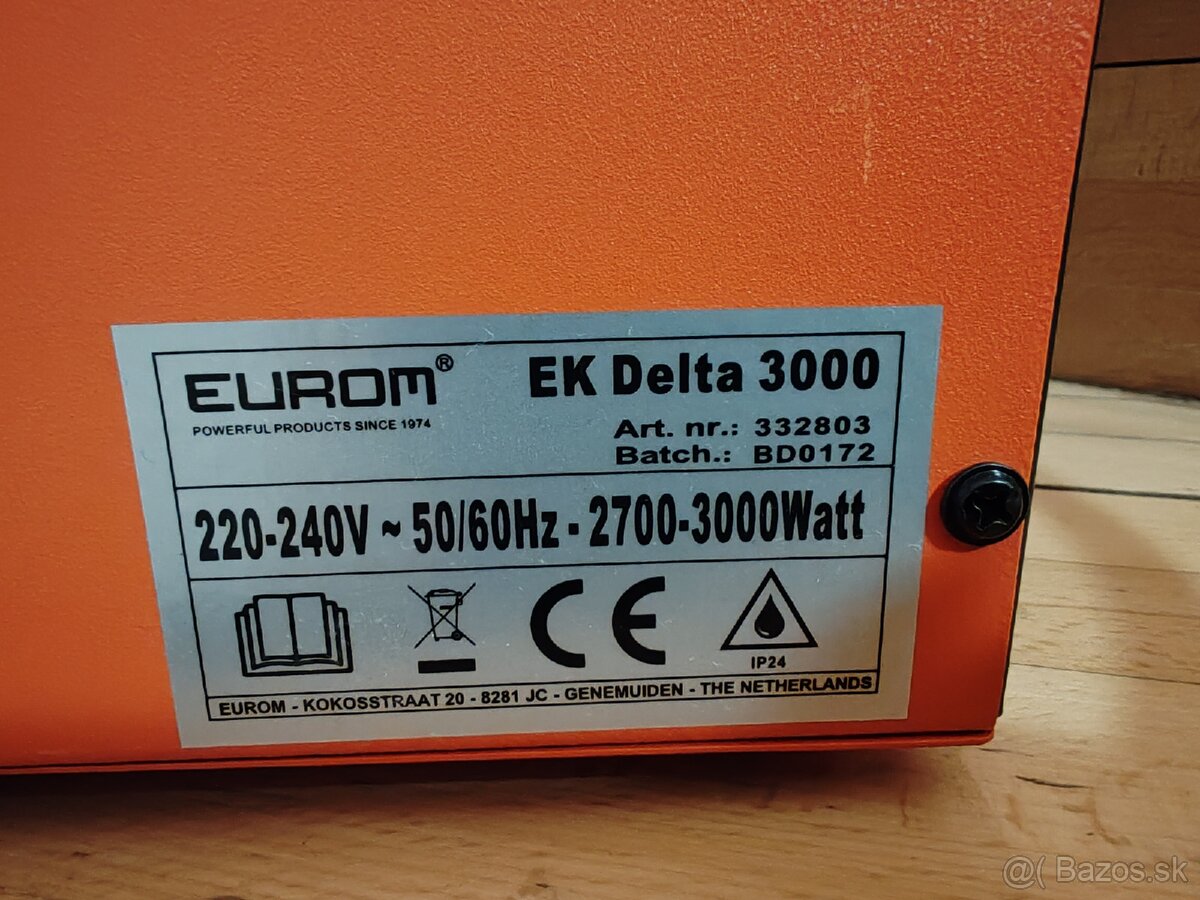 EUROM®
POWERFUL PRODUCTS SINCE 1974
EK Delta 3000
Art. nr.: 332803
Batch.: BD0172
220-240V ~ 50/60Hz - 2700-3000Watt
CE
IP24
EUROM - KOKOSSTRAAT 20 - 8281 JC - GENEMUIDEN - THE NETHERLANDS
@( Bazos.sk